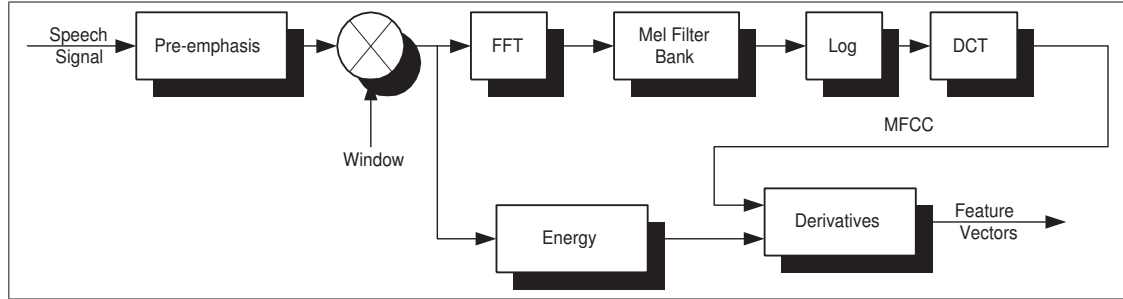 Speech
Signal
Pre-emphasis
FFT
Mel Filter
Bank
Log
DCT
MFCC
Window
Energy
Derivatives
Feature
Vectors